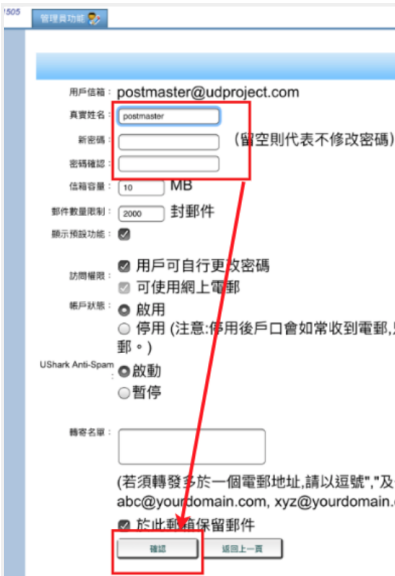 1505
管理員功能
用戶信箱： postmaster@udproject.com
真實姓名： postmaster
新密碼： (留空則代表不修改密碼)
密碼確認：
信箱容量： 10 MB
郵件數量限制： 2000 封郵件
顯示預設功能：
訪問權限： 用戶可自行更改密碼
可使用網上電郵
帳戶狀態： 啟用
停用 (注意:停用後戶口會如常收到電郵,
郵。)
UShark Anti-Spam
： 啟動
暫停
轉寄名單：
(若須轉發多於一個電郵地址,請以逗號","及
abc@yourdomain.com, xyz@yourdomain.
於此郵箱保留郵件
確認 返回上一頁